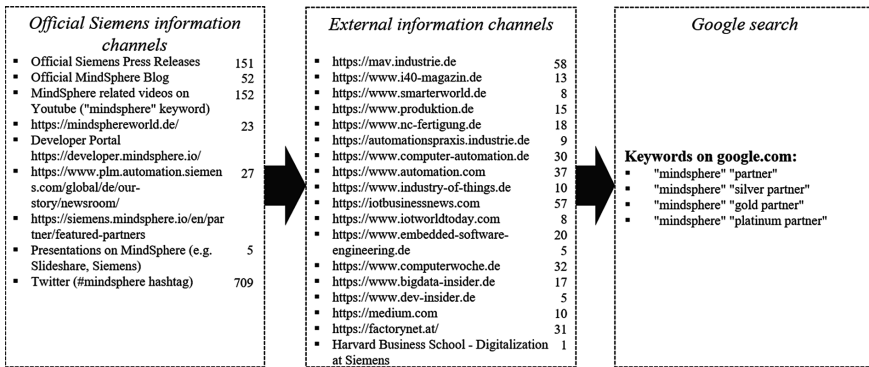 Official Siemens information
channels
▪ Official Siemens Press Releases 151
▪ Official MindSphere Blog 52
▪ MindSphere related videos on 152
Youtube ("mindsphere" keyword)
▪ https://mindsphereworld.de/ 23
▪ Developer Portal
https://developer.mindsphere.io/
▪ https://www.plm.automation.siemen 27
s.com/global/de/our-
story/newsroom/
▪ https://siemens.mindsphere.io/en/par
tner/featured-partners
▪ Presentations on MindSphere (e.g. 5
Slideshare, Siemens)
▪ Twitter (#mindsphere hashtag) 709
External information channels
▪ https://mav.industrie.de 58
▪ https://www.i40-magazin.de 13
▪ https://www.smarterworld.de 8
▪ https://www.produktion.de 15
▪ https://www.nc-fertigung.de 18
▪ https://automationspraxis.industrie.de 9
▪ https://www.computer-automation.de 30
▪ https://www.automation.com 37
▪ https://www.industry-of-things.de 10
▪ https://iotbusinessnews.com 57
▪ https://www.iotworldtoday.com 8
▪ https://www.embedded-software- 20
engineering.de 5
▪ https://www.computerwoche.de 32
▪ https://www.bigdata-insider.de 17
▪ https://www.dev-insider.de 5
▪ https://medium.com 10
▪ https://factorynet.at/ 31
▪ Harvard Business School - Digitalization 1
at Siemens
Google search
Keywords on google.com:
▪ "mindsphere" "partner"
▪ "mindsphere" "silver partner"
▪ "mindsphere" "gold partner"
▪ "mindsphere" "platinum partner"